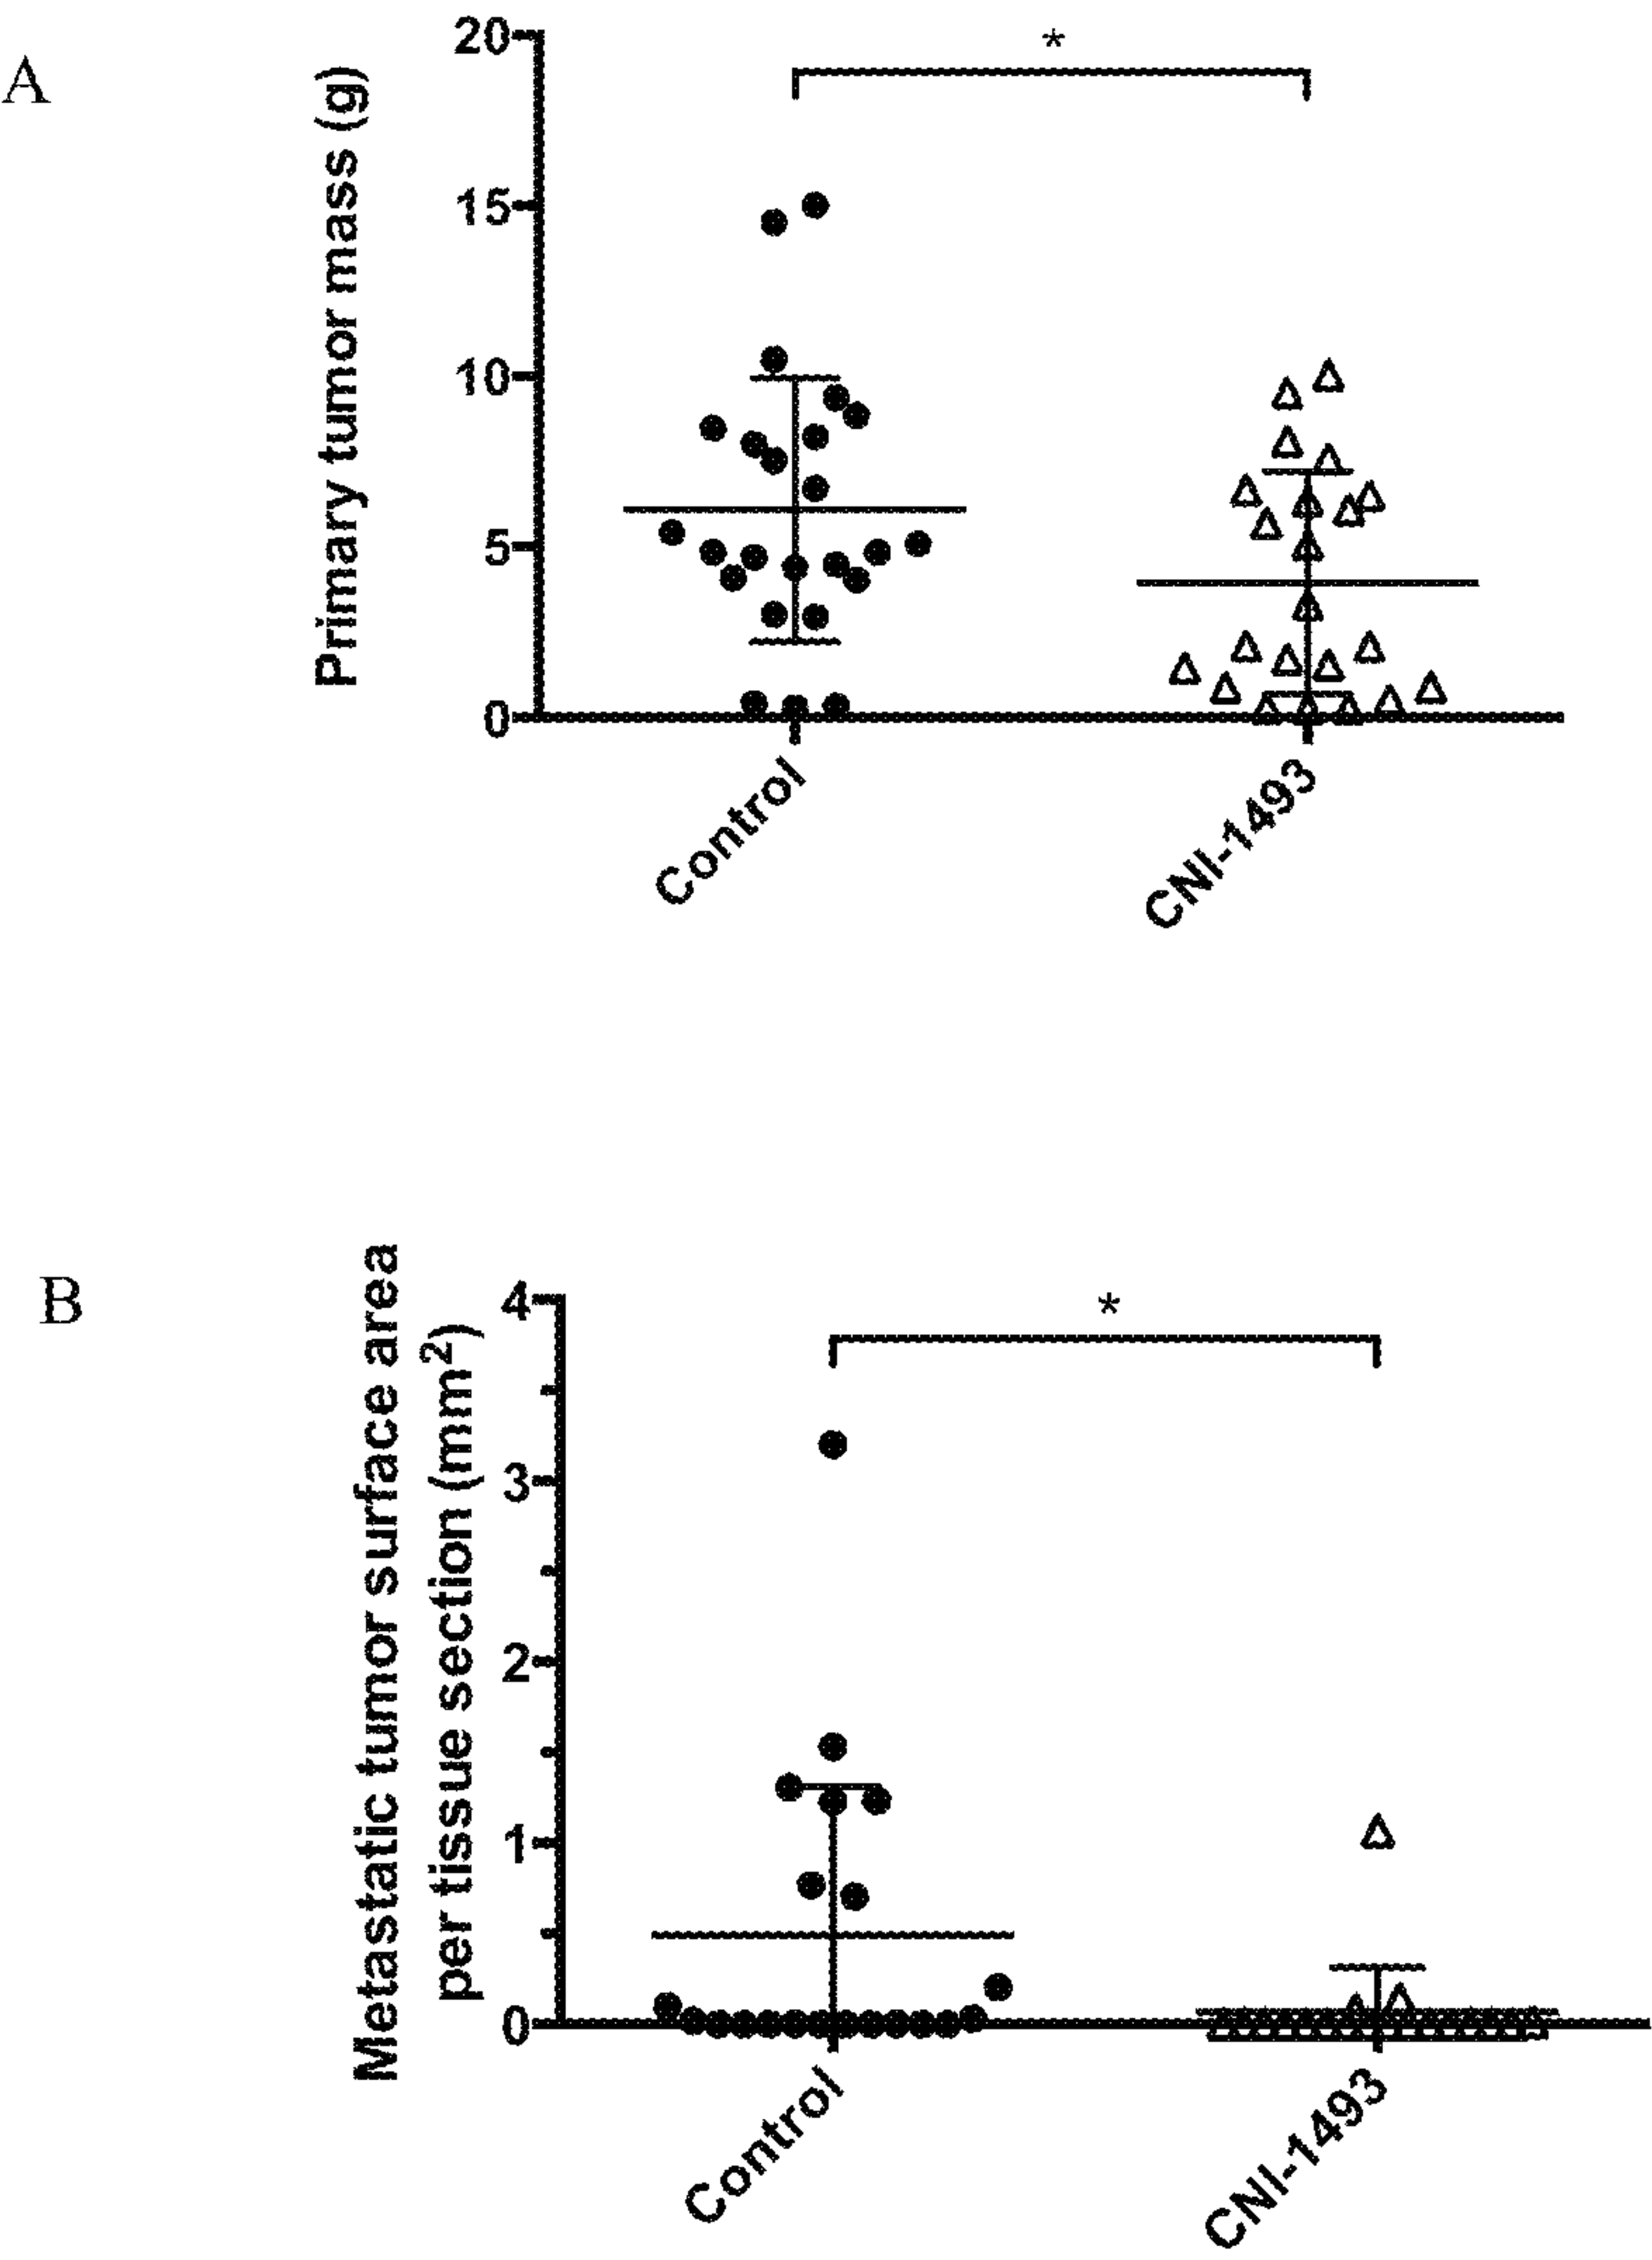 A
Primary tumor mass (g)
20
15
10
5
0
*
Control
CNI-1493
B
Metastatic tumor surface area
per tissue section (mm²)
4
3
2
1
0
*
Control
CNI-1493